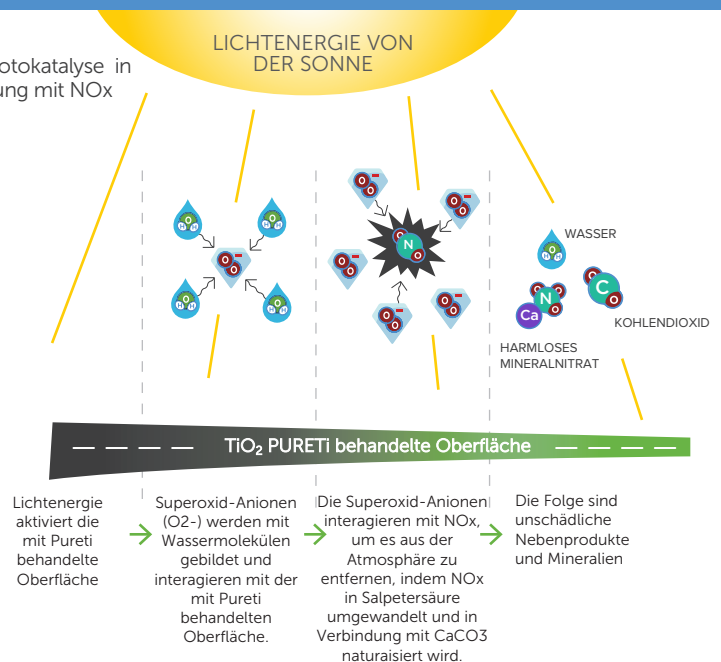 LICHTENERGIE VON
DER SONNE
otokatalyse in
ung mit NOx
O
H H
O
H H
O O
O
H H
O
H H
O O
O O
O O
O O
O O
O
N
O
WASSER
O
H H
O
O N O
Ca
O
C
O
KOHLENDIOXID
HARMLOSES
MINERALNITRAT
TiO₂ PURETi behandelte Oberfläche
Lichtenergie
aktiviert die
mit Pureti
behandelte
Oberfläche
Superoxid-Anionen
(O2-) werden mit
Wassermolekülen
gebildet und
interagieren mit der
mit Pureti
behandelten
Oberfläche.
Die Superoxid-Anionen
interagieren mit NOx,
um es aus der
Atmosphäre zu
entfernen, indem NOx
in Salpetersäure
umgewandelt und in
Verbindung mit CaCO3
naturaisiert wird.
Die Folge sind
unschädliche
Nebenprodukte
und Mineralien